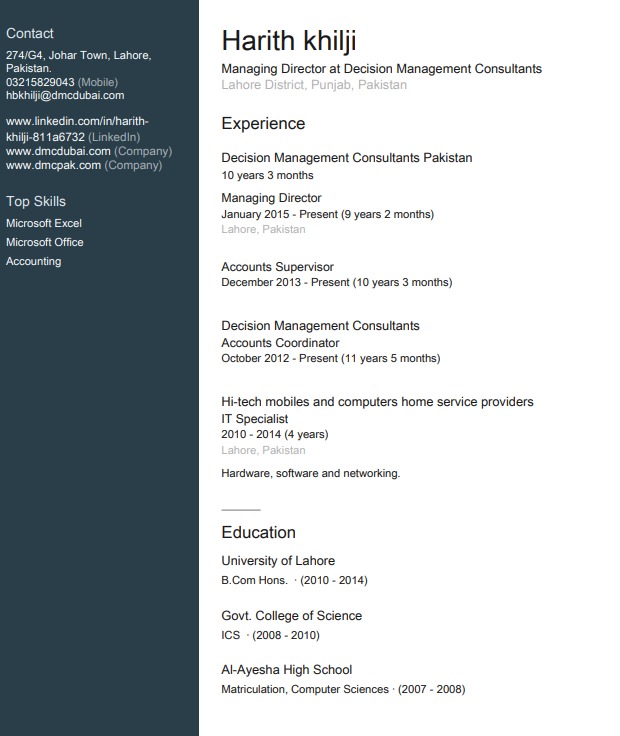 Contact
274/G4, Johar Town, Lahore,
Pakistan.
03215829043 (Mobile)
hbkhilji@dmcdubai.com
www.linkedin.com/in/harith-
khilji-811a6732 (LinkedIn)
www.dmcdubai.com (Company)
www.dmcpak.com (Company)
Top Skills
Microsoft Excel
Microsoft Office
Accounting
Harith khilji
Managing Director at Decision Management Consultants
Lahore District, Punjab, Pakistan
Experience
Decision Management Consultants Pakistan
10 years 3 months
Managing Director
January 2015 - Present (9 years 2 months)
Lahore, Pakistan
Accounts Supervisor
December 2013 - Present (10 years 3 months)
Decision Management Consultants
Accounts Coordinator
October 2012 - Present (11 years 5 months)
Hi-tech mobiles and computers home service providers
IT Specialist
2010 - 2014 (4 years)
Lahore, Pakistan
Hardware, software and networking.
Education
University of Lahore
B.Com Hons. · (2010 - 2014)
Govt. College of Science
ICS · (2008 - 2010)
Al-Ayesha High School
Matriculation, Computer Sciences · (2007 - 2008)